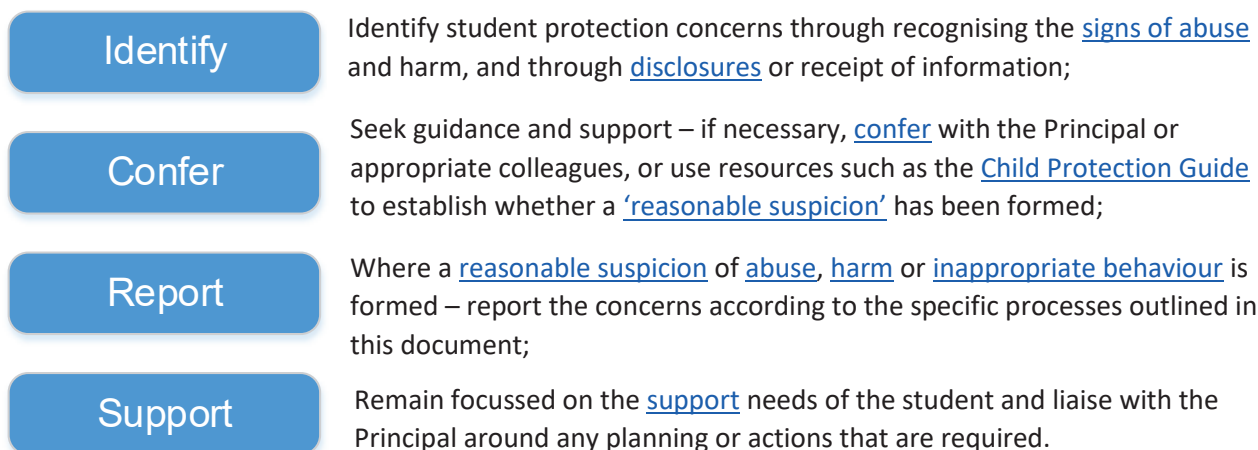 Identify
Identify student protection concerns through recognising the signs of abuse
and harm, and through disclosures or receipt of information;
Confer
Seek guidance and support – if necessary, confer with the Principal or
appropriate colleagues, or use resources such as the Child Protection Guide
to establish whether a ‘reasonable suspicion’ has been formed;
Report
Where a reasonable suspicion of abuse, harm or inappropriate behaviour is
formed – report the concerns according to the specific processes outlined in
this document;
Support
Remain focussed on the support needs of the student and liaise with the
Principal around any planning or actions that are required.